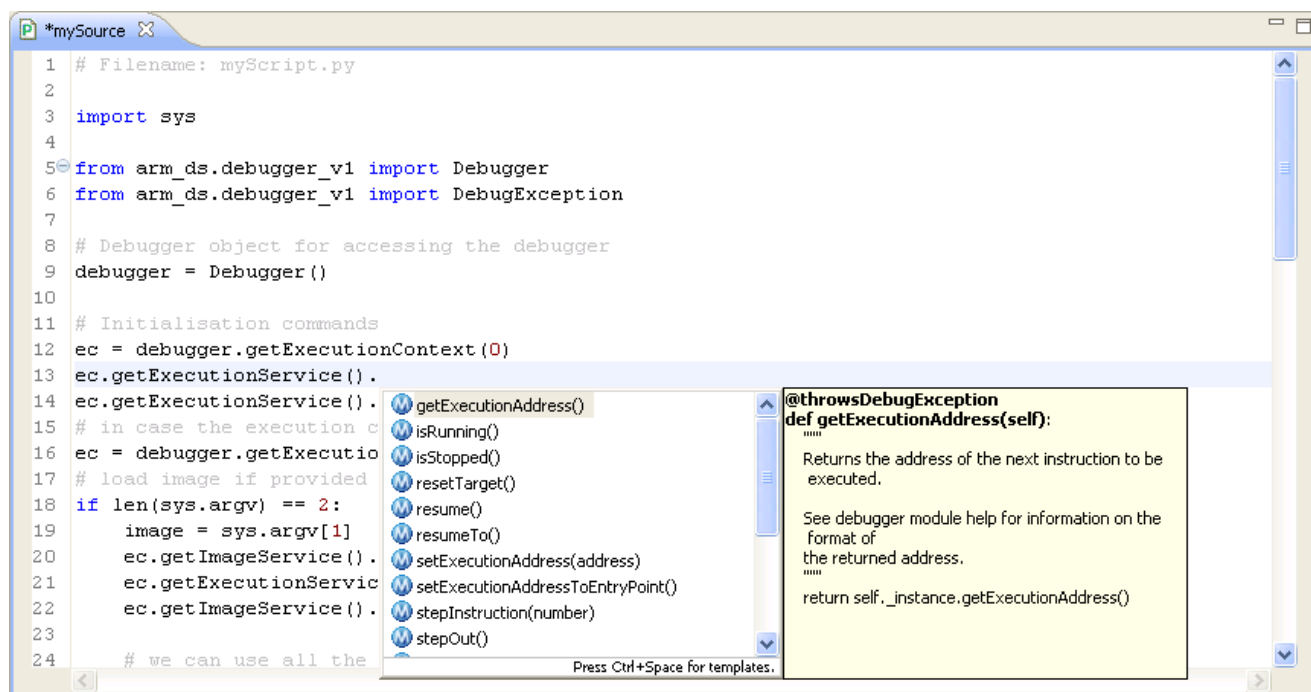 *mySource
1 # Filename: myScript.py
2
3 import sys
4
5 from arm_ds.debugger_v1 import Debugger
6 from arm_ds.debugger_v1 import DebugException
7
8 # Debugger object for accessing the debugger
9 debugger = Debugger()
10
11 # Initialisation commands
12 ec = debugger.getExecutionContext(0)
13 ec.getExecutionService().
14 ec.getExecutionService().
15 # in case the execution c
16 ec = debugger.getExecutio
17 # load image if provided
18 if len(sys.argv) == 2:
19 image = sys.argv[1]
20 ec.getImageService().
21 ec.getExecutionServic
22 ec.getImageService().
23
24 # we can use all the
getExecutionAddress()
isRunning()
isStopped()
resetTarget()
resume()
resumeTo()
setExecutionAddress(address)
setExecutionAddressToEntryPoint()
stepInstruction(number)
stepOut()
Press Ctrl+Space for templates.
@throwsDebugException
def getExecutionAddress(self):
"""
Returns the address of the next instruction to be
executed.
See debugger module help for information on the
format of
the returned address.
"""
return self._instance.getExecutionAddress()